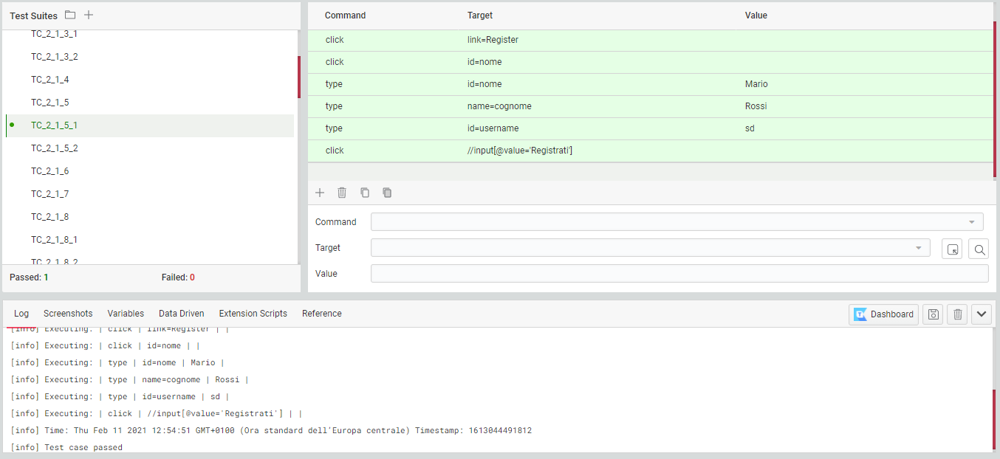 Test Suites
TC_2_1_3_1
TC_2_1_3_2
TC_2_1_4
TC_2_1_5
TC_2_1_5_1
TC_2_1_5_2
TC_2_1_6
TC_2_1_7
TC_2_1_8
TC_2_1_8_1
TC_2_1_8_2
Passed: 1 Failed: 0
Command Target Value
click link=Register
click id=nome
type id=nome Mario
type name=cognome Rossi
type id=username sd
click //input[@value='Registrati']
Command
Target
Value
Log Screenshots Variables Data Driven Extension Scripts Reference Dashboard
[info] Executing: | click | link=Register | |
[info] Executing: | click | id=nome | |
[info] Executing: | type | id=nome | Mario |
[info] Executing: | type | name=cognome | Rossi |
[info] Executing: | type | id=username | sd |
[info] Executing: | click | //input[@value='Registrati'] | |
[info] Time: Thu Feb 11 2021 12:54:51 GMT+0100 (Ora standard dell'Europa centrale) Timestamp: 1613044491812
[info] Test case passed